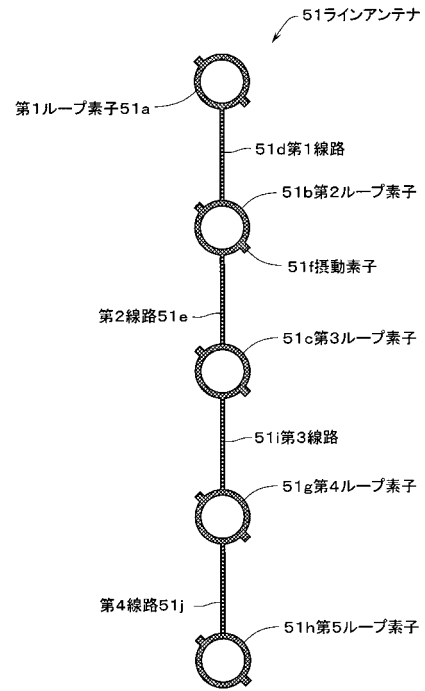 51ラインアンテナ
第1ループ素子51a
51d第1線路
51b第2ループ素子
51f摂動素子
第2線路51e
51c第3ループ素子
51i第3線路
51g第4ループ素子
第4線路51j
51h第5ループ素子